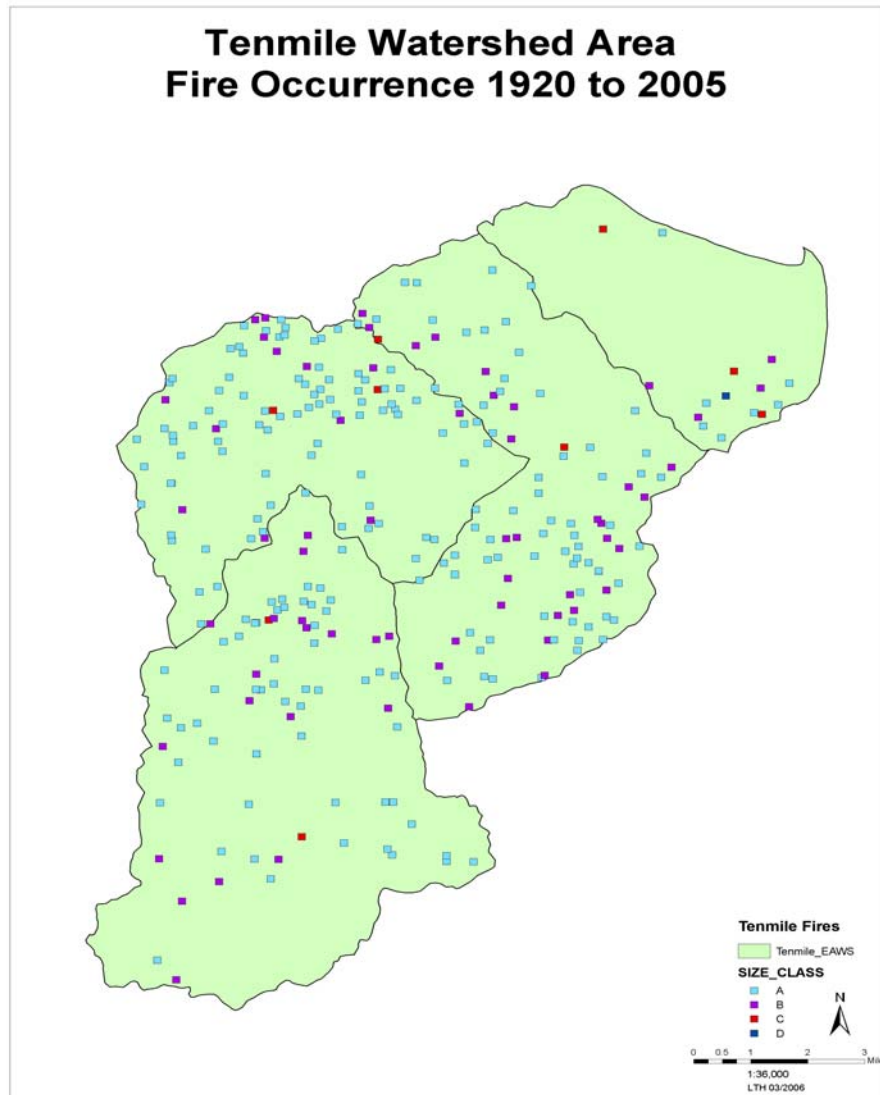 Tenmile Watershed Area
Fire Occurrence 1920 to 2005
Tenmile Fires
Tenmile_EAWS
SIZE_CLASS
A
B
C
D
N
0 0.5 1 2 3
Mil
1:36,000
LTH 03/2006